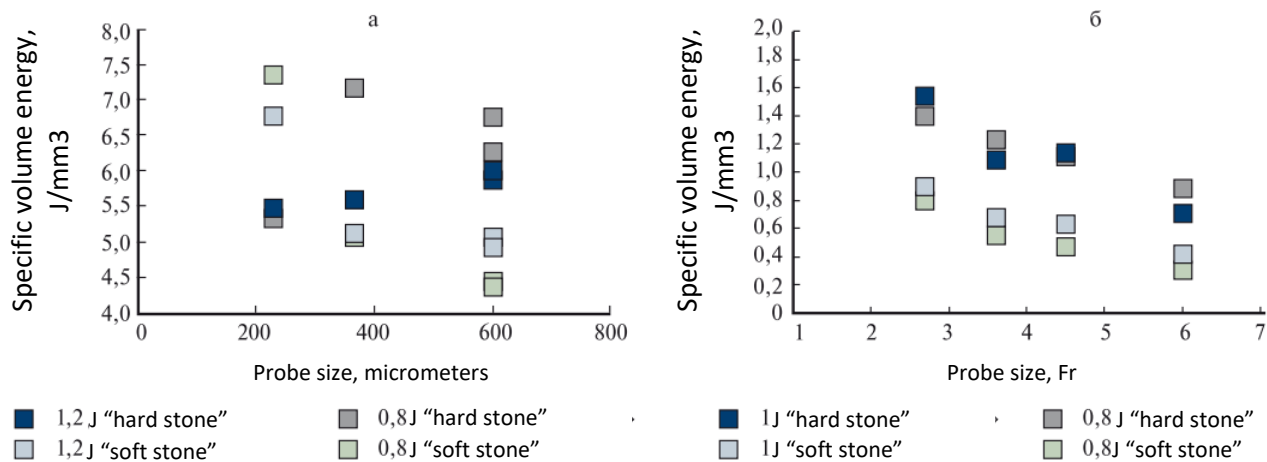 а
Specific volume energy,
J/mm3
8,0
7,5
7,0
6,5
6,0
5,5
5,0
4,5
4,0
0 200 400 600 800
Probe size, micrometers
1,2 J “hard stone” 0,8J “hard stone”
1,2 J “soft stone” 0,8J “soft stone”
б
Specific volume energy,
J/mm3
2,0
1,8
1,6
1,4
1,2
1,0
0,8
0,6
0,4
0,2
0
1 2 3 4 5 6 7
Probe size, Fr
1J “hard stone” 0,8 J “hard stone”
1J “soft stone” 0,8J “soft stone”